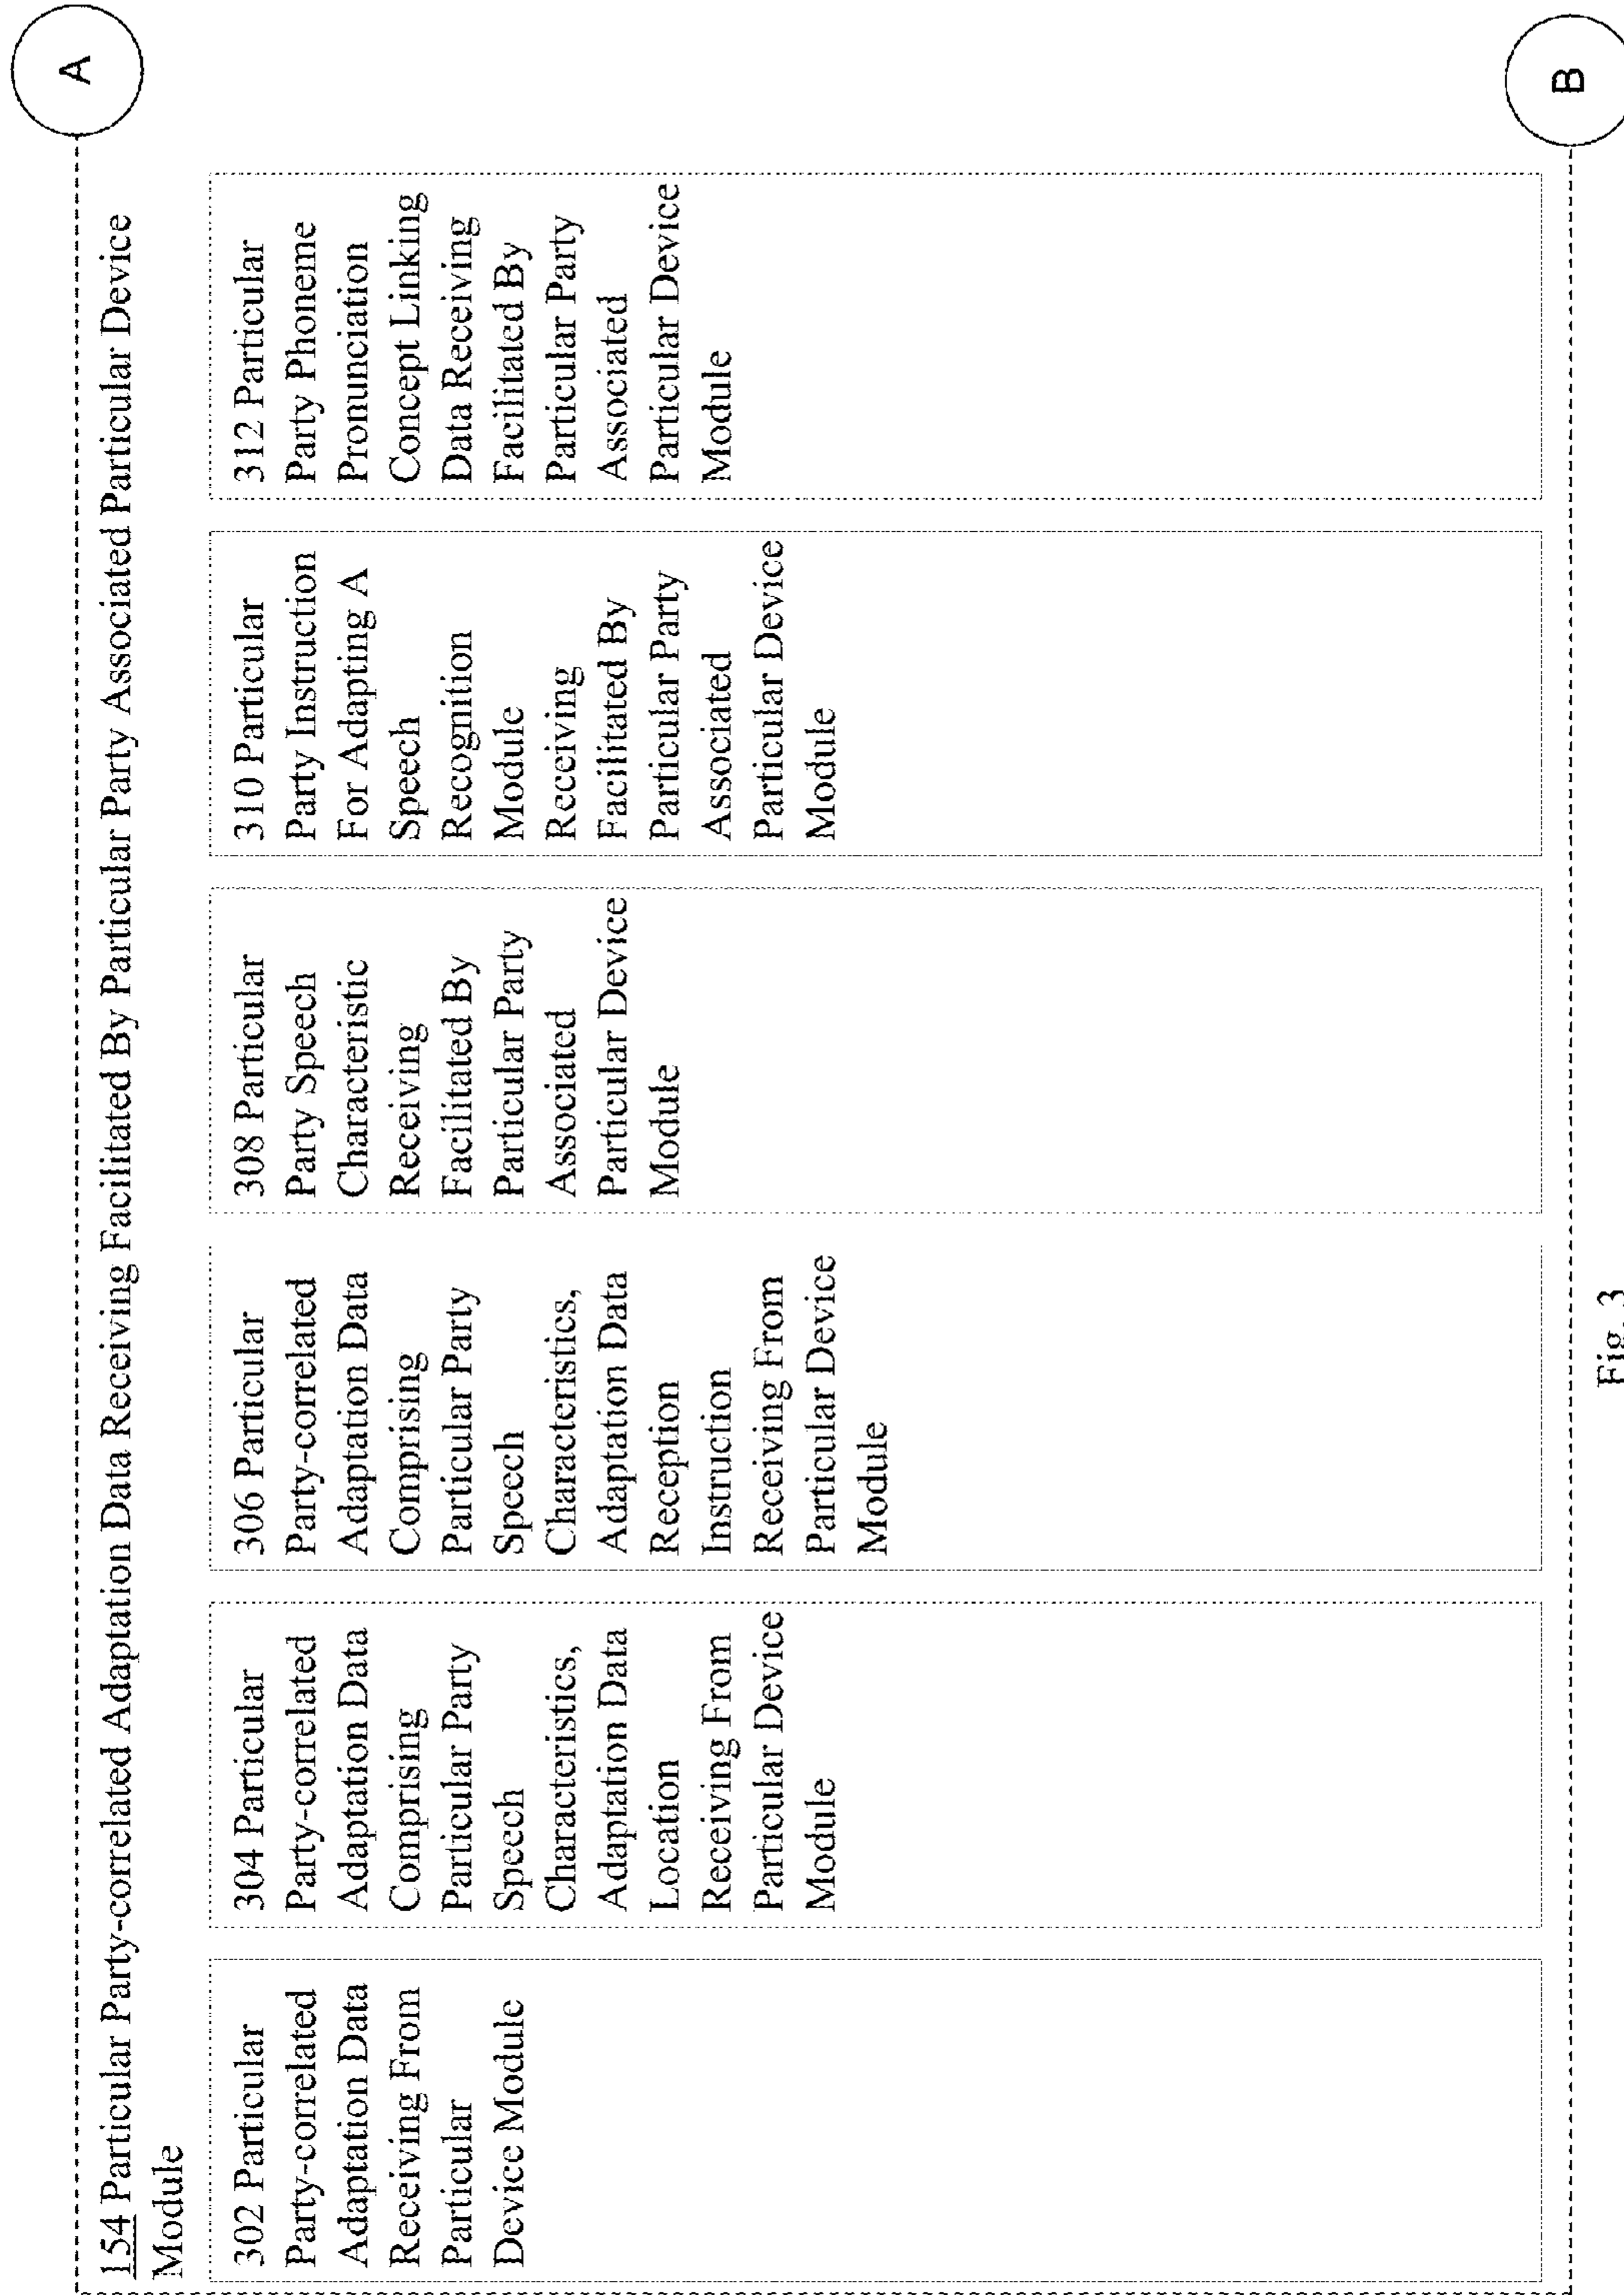 154 Particular Party-correlated Adaptation Data Receiving Facilitated By Particular Party Associated Particular Device
Module
302 Particular
Party-correlated
Adaptation Data
Receiving From
Particular
Device Module
304 Particular
Party-correlated
Adaptation Data
Comprising
Particular Party
Speech
Characteristics,
Adaptation Data
Location
Receiving From
Particular Device
Module
306 Particular
Party-correlated
Adaptation Data
Comprising
Particular Party
Speech
Characteristics,
Adaptation Data
Reception
Instruction
Receiving From
Particular Device
Module
308 Particular
Party Speech
Characteristic
Receiving
Facilitated By
Particular Party
Associated
Particular Device
Module
310 Particular
Party Instruction
For Adapting A
Speech
Recognition
Module
Receiving
Facilitated By
Particular Party
Associated
Particular Device
Module
312 Particular
Party Phoneme
Pronunciation
Concept Linking
Data Receiving
Facilitated By
Particular Party
Associated
Particular Device
Module
A
B
Fig. 3